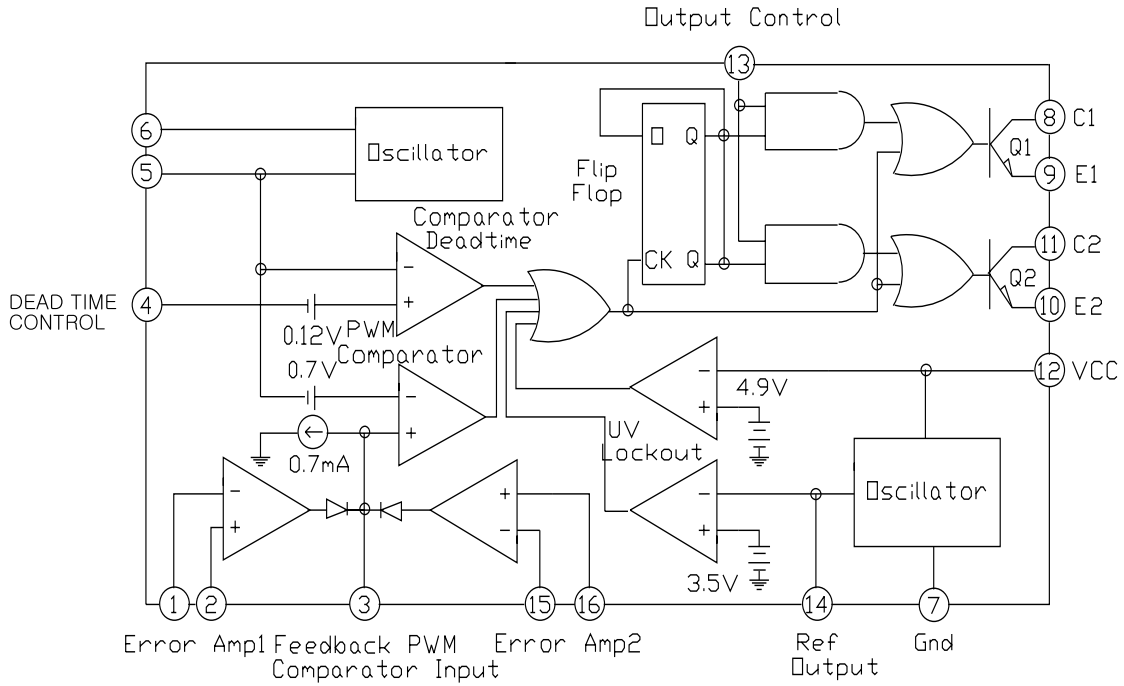 Output Control
13
6
Oscillator
D Q
8 C1
Q1
5
Flip
Flop
9 E1
Comparator
Deadtime
-
+
CK Q
11 C2
Q2
DEAD TIME
CONTROL
4
10 E2
0.12V
PWM
Comparator
0.7V
-
+
-
+
4.9V
12 VCC
0.7mA
UV
Lockout
-
+
+
-
-
+
Oscillator
3.5V
1
2
3
15
16
14
7
Error Amp1
Feedback PWM
Comparator Input
Error Amp2
Ref
Output
Gnd